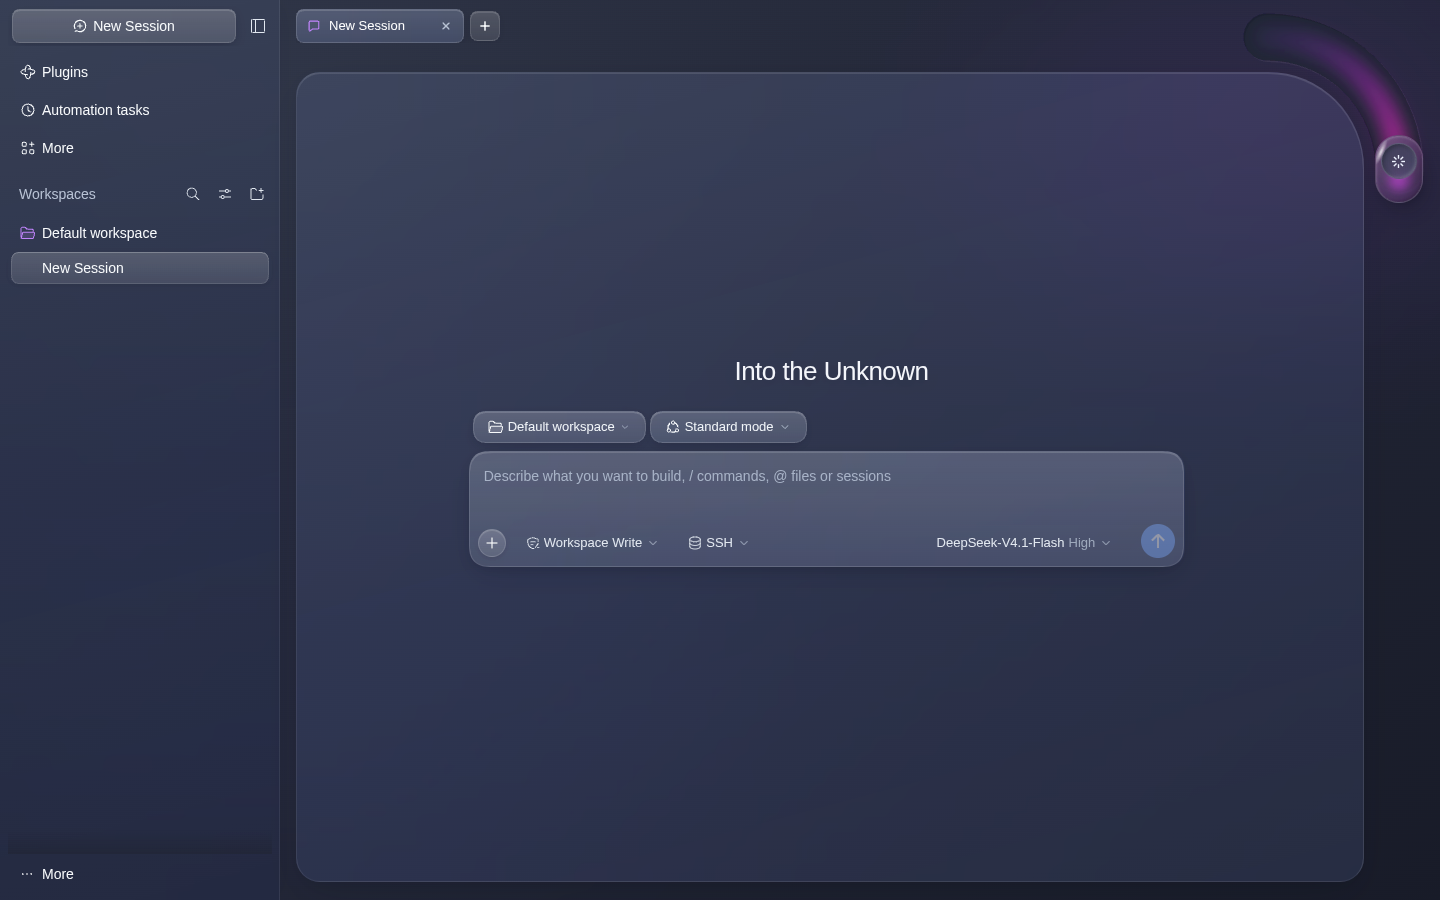 New Session
New Session
Plugins
Automation tasks
More
Workspaces
Default workspace
New Session
Into the Unknown
Default workspace
Standard mode
Describe what you want to build, / commands, @ files or sessions
Workspace Write
SSH
DeepSeek-V4.1-Flash High
More